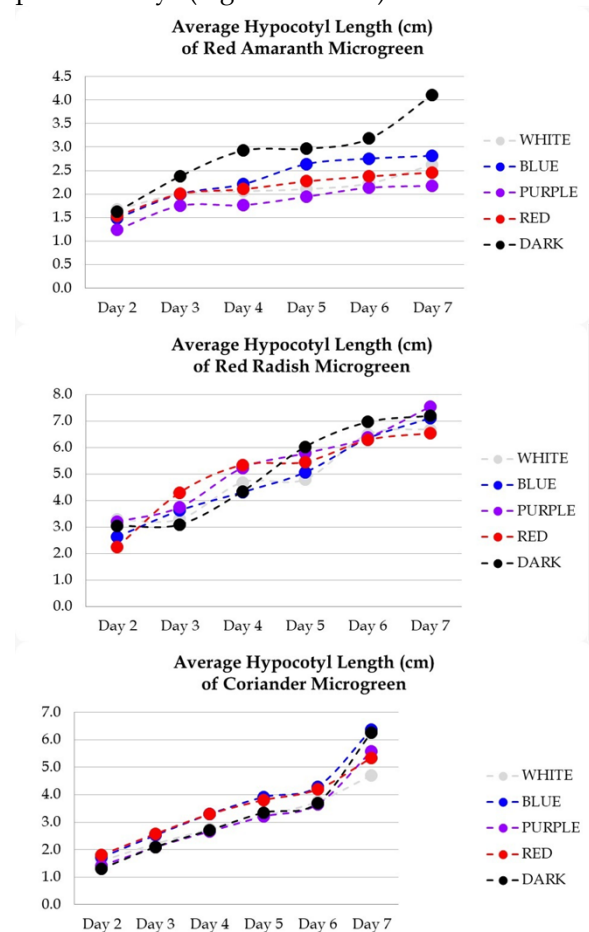 Average Hypocotyl Length (cm)
of Red Amaranth Microgreen
4.5
4.0
3.5
3.0
2.5
2.0
1.5
1.0
0.5
0.0
Day 2 Day 3 Day 4 Day 5 Day 6 Day 7
WHITE
BLUE
PURPLE
RED
DARK
Average Hypocotyl Length (cm)
of Red Radish Microgreen
8.0
7.0
6.0
5.0
4.0
3.0
2.0
1.0
0.0
Day 2 Day 3 Day 4 Day 5 Day 6 Day 7
WHITE
BLUE
PURPLE
RED
DARK
Average Hypocotyl Length (cm)
of Coriander Microgreen
7.0
6.0
5.0
4.0
3.0
2.0
1.0
0.0
Day 2 Day 3 Day 4 Day 5 Day 6 Day 7
WHITE
BLUE
PURPLE
RED
DARK